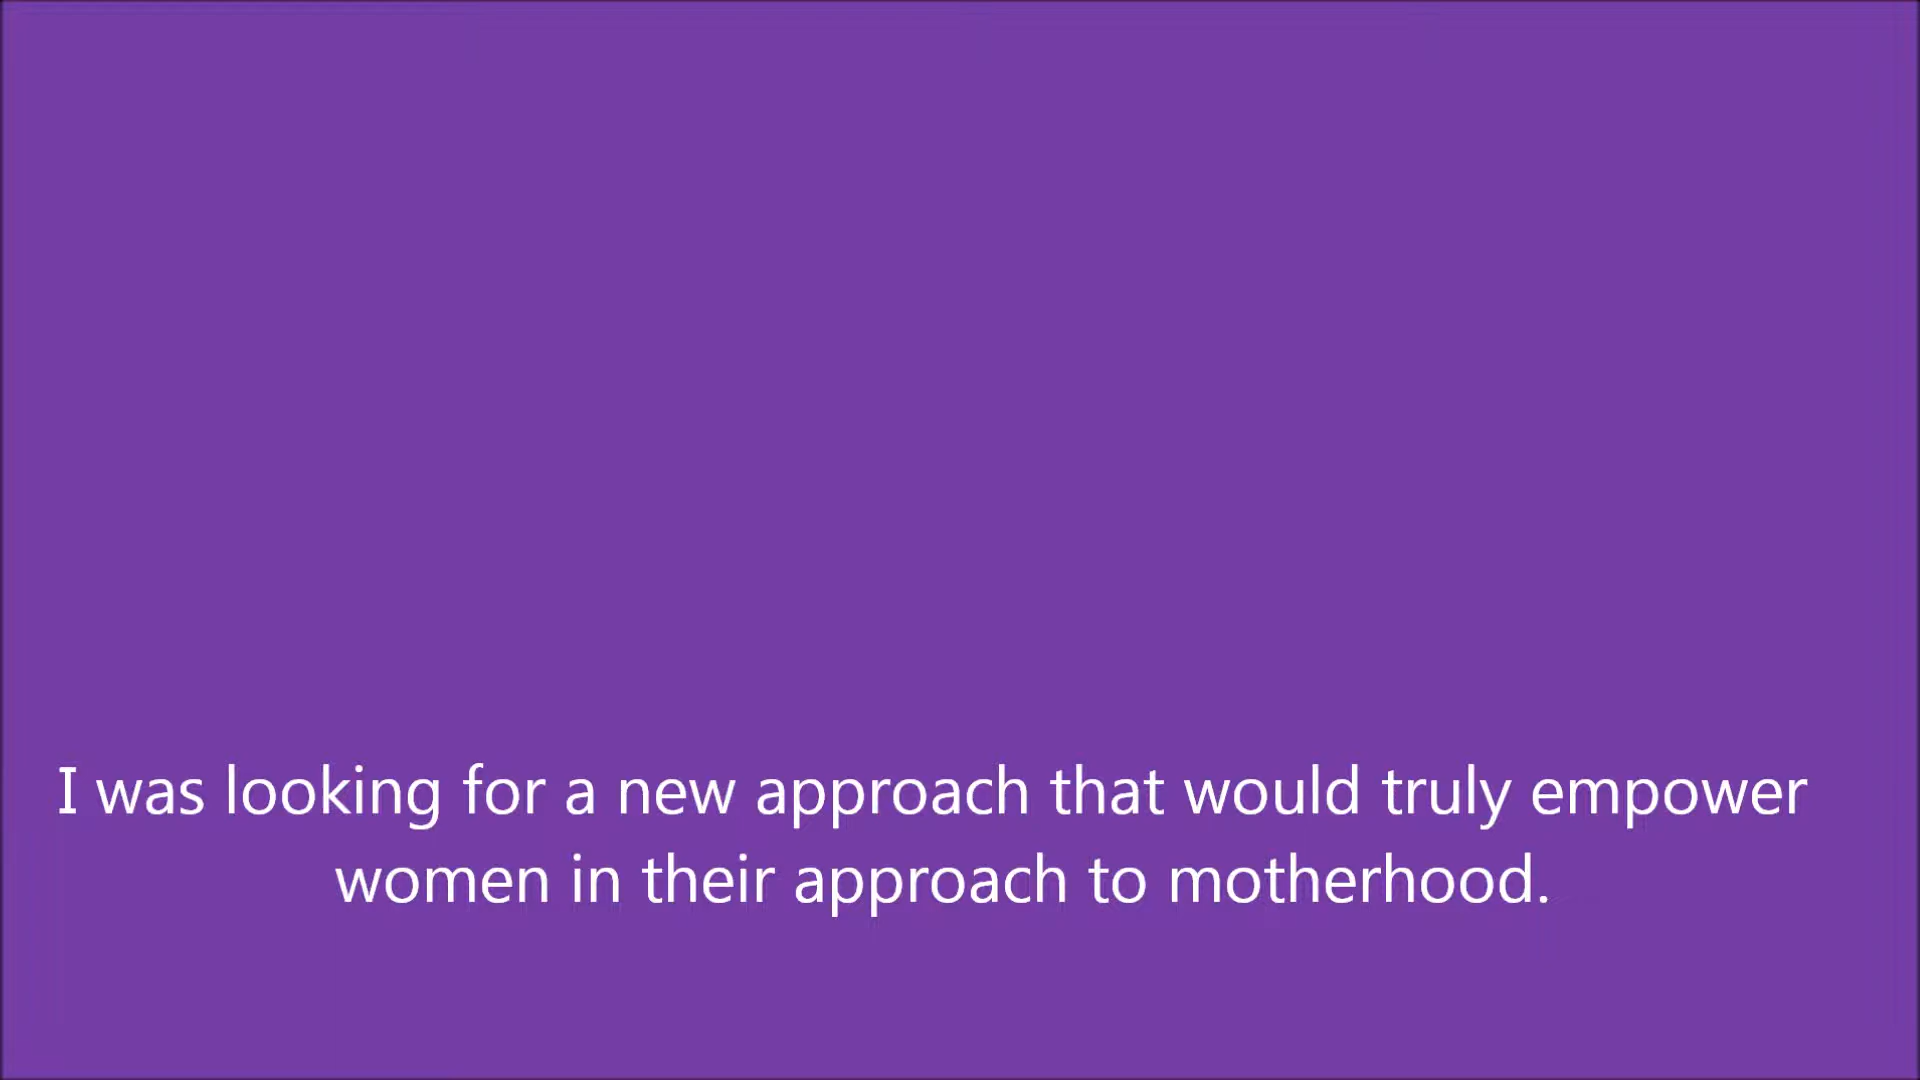 I was looking for a new approach that would truly empower
women in their approach to motherhood.